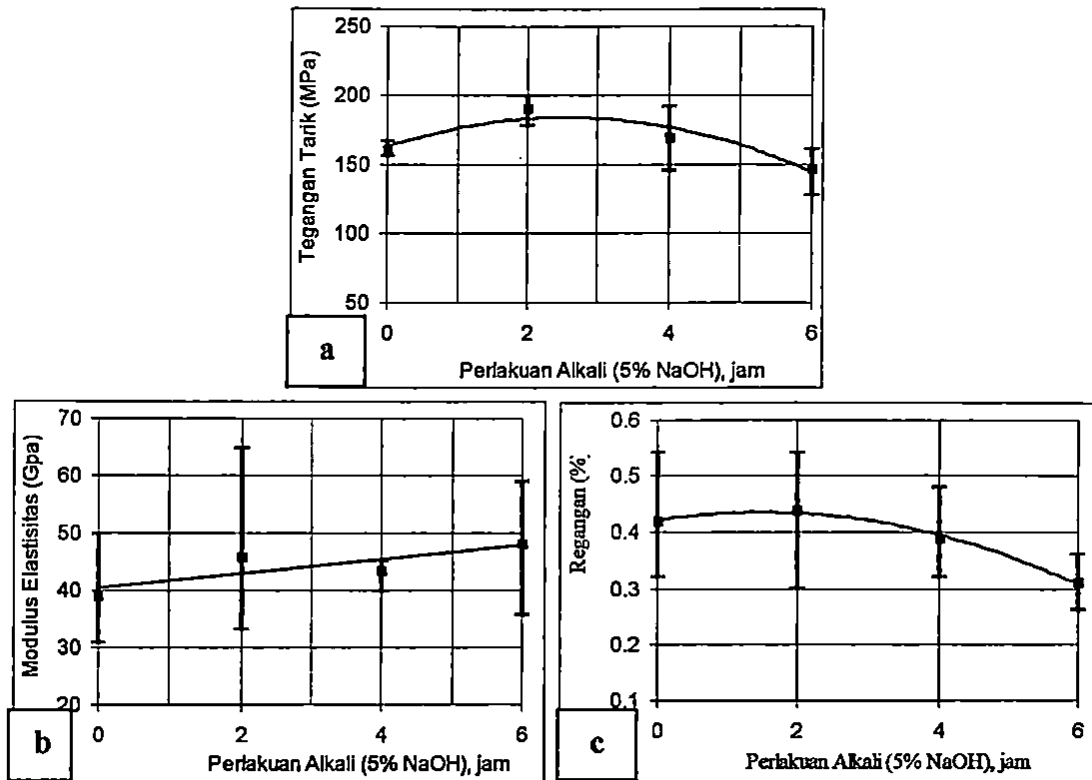 250
200
150
100
50
Tegangan Tarik (MPa)
0 2 4 6
Perlakuan Alkali (5% NaOH), jam
a
70
60
50
40
30
20
Modulus Elastisitas (Gpa)
0 2 4 6
Perlakuan Alkali (5% NaOH), jam
b
0.6
0.5
0.4
0.3
0.2
0.1
Regangan (%)
0 2 4 6
Perlakuan Alkali (5% NaOH), jam
c